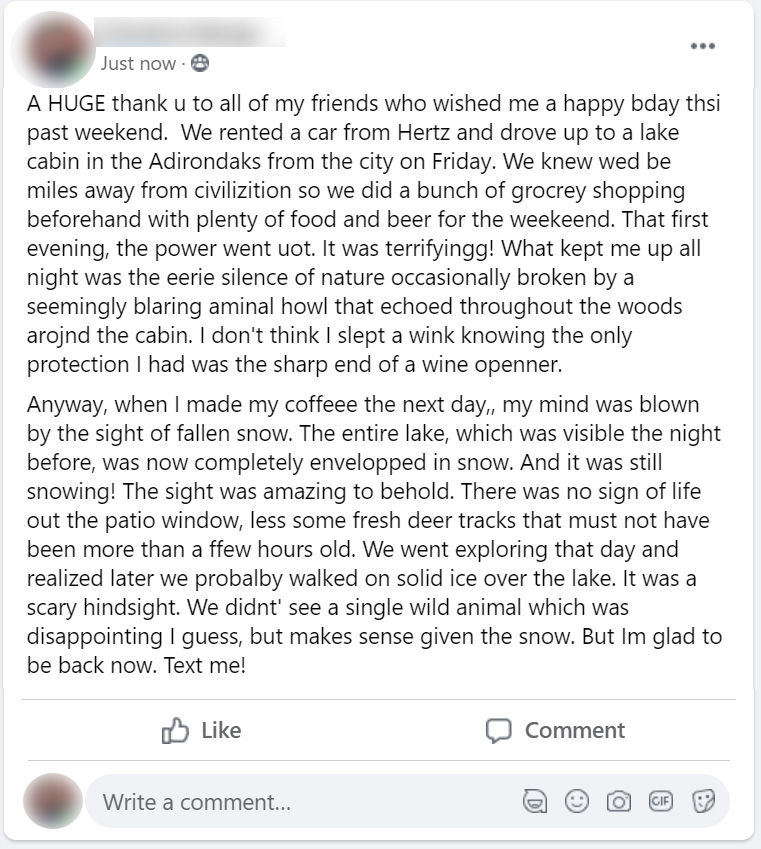 Just now ·
A HUGE thank u to all of my friends who wished me a happy bday thsi
past weekend.  We rented a car from Hertz and drove up to a lake
cabin in the Adirondaks from the city on Friday. We knew wed be
miles away from civilizition so we did a bunch of grocrey shopping
beforehand with plenty of food and beer for the weekeend. That first
evening, the power went uot. It was terrifyingg! What kept me up all
night was the eerie silence of nature occasionally broken by a
seemingly blaring aminal howl that echoed throughout the woods
arojnd the cabin. I don't think I slept a wink knowing the only
protection I had was the sharp end of a wine openner.
Anyway, when I made my coffeee the next day,, my mind was blown
by the sight of fallen snow. The entire lake, which was visible the night
before, was now completely envelopped in snow. And it was still
snowing! The sight was amazing to behold. There was no sign of life
out the patio window, less some fresh deer tracks that must not have
been more than a ffew hours old. We went exploring that day and
realized later we probalby walked on solid ice over the lake. It was a
scary hindsight. We didnt' see a single wild animal which was
disappointing I guess, but makes sense given the snow. But Im glad to
be back now. Text me!
Like Comment
Write a comment... GIF